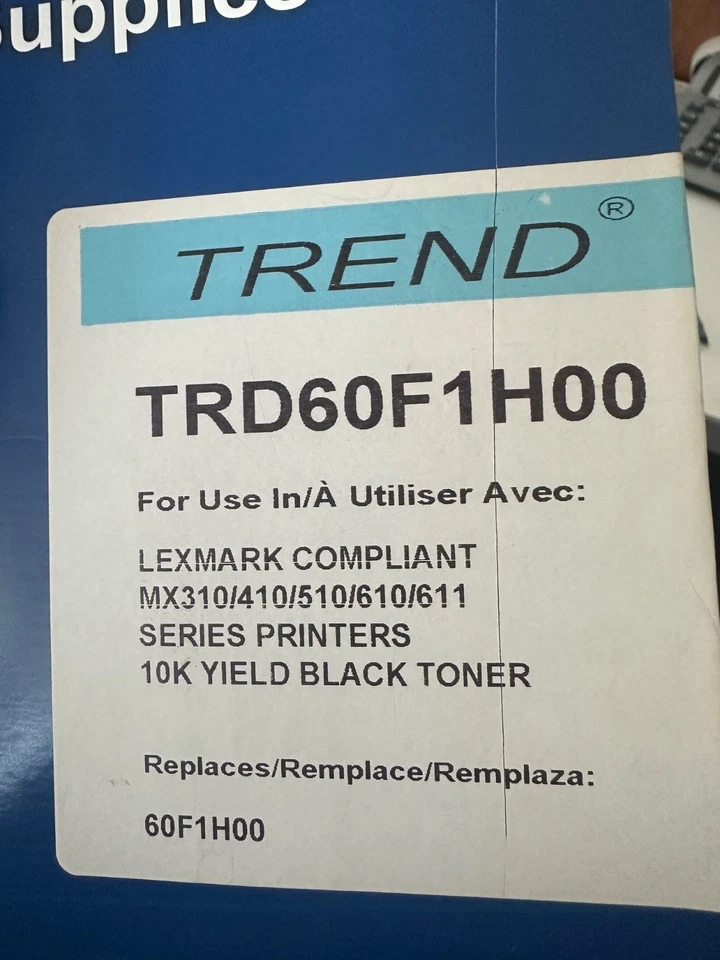 Supplies
TREND®
TRD60F1H00
For Use In/À Utiliser Avec:
LEXMARK COMPLIANT
MX310/410/510/610/611
SERIES PRINTERS
10K YIELD BLACK TONER
Replaces/Remplace/Remplaza:
60F1H00